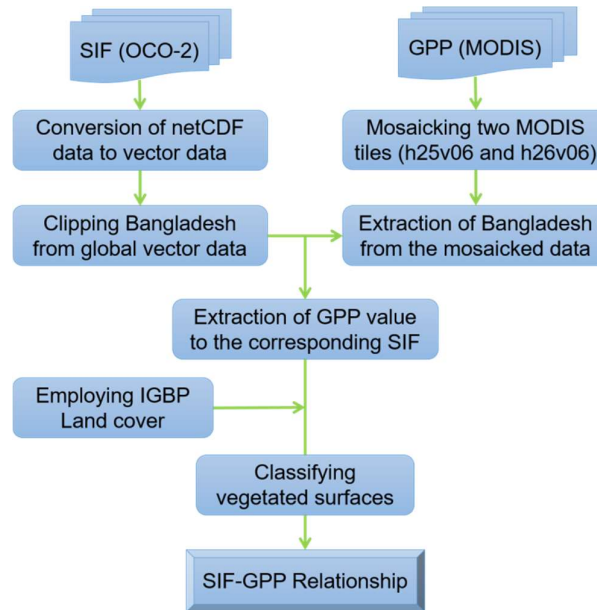 SIF (OCO-2)
GPP (MODIS)
Conversion of netCDF
data to vector data
Mosaicking two MODIS
tiles (h25v06 and h26v06)
Clipping Bangladesh
from global vector data
Extraction of Bangladesh
from the mosaicked data
Extraction of GPP value
to the corresponding SIF
Employing IGBP
Land cover
Classifying
vegetated surfaces
SIF-GPP Relationship